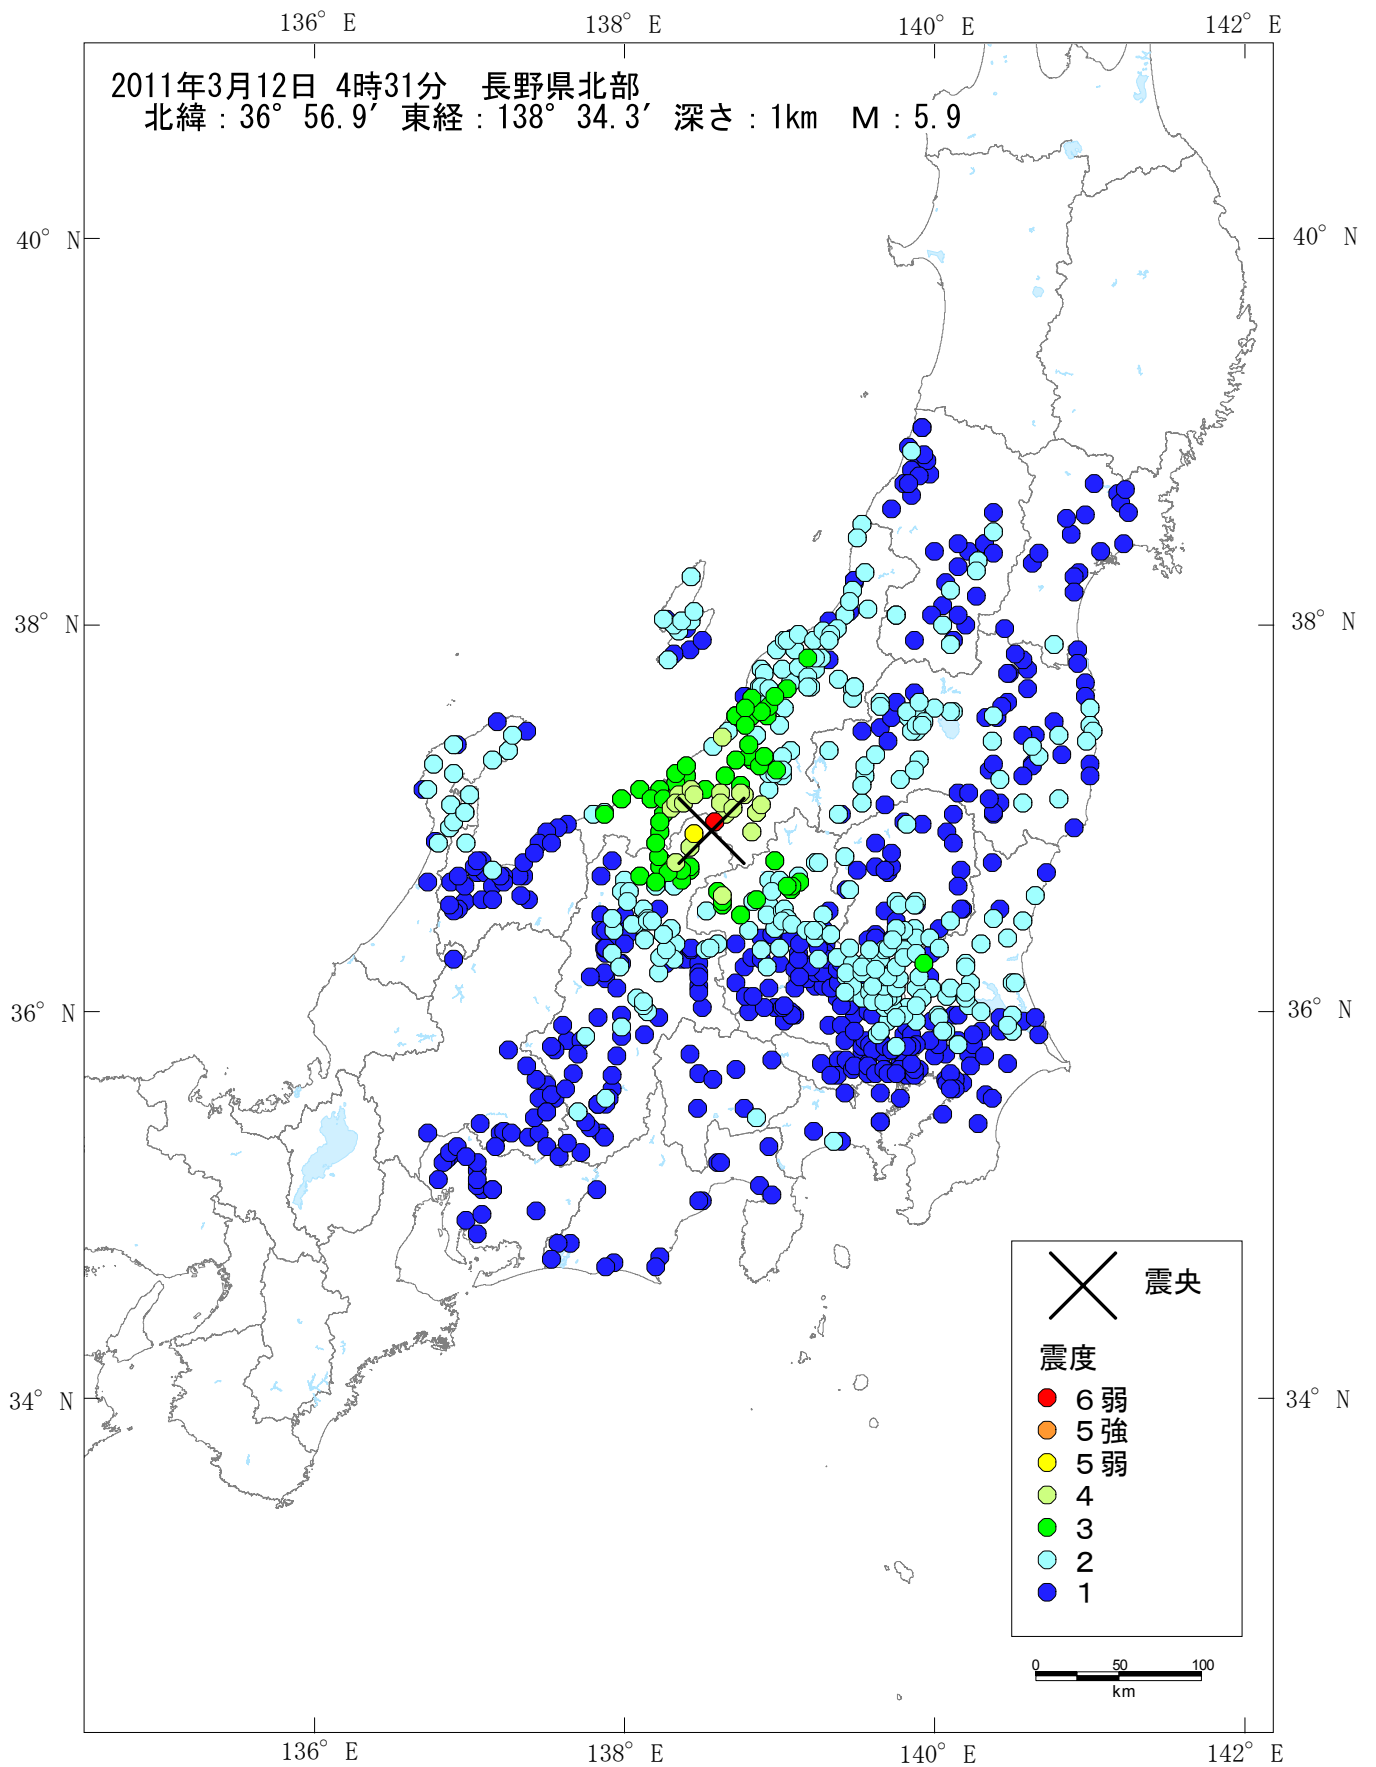 136° E 138° E 140° E 142° E
2011年3月12日 4時31分 長野県北部
北緯：36° 56.9′ 東経：138° 34.3′ 深さ：1km Ｍ：5.9
40° N 40° N
38° N 38° N
36° N 36° N
震央
震度
34° N 34° N
６弱
５強
５弱
４
３
２
１
0 50 100
km
136° E 138° E 140° E 142° E